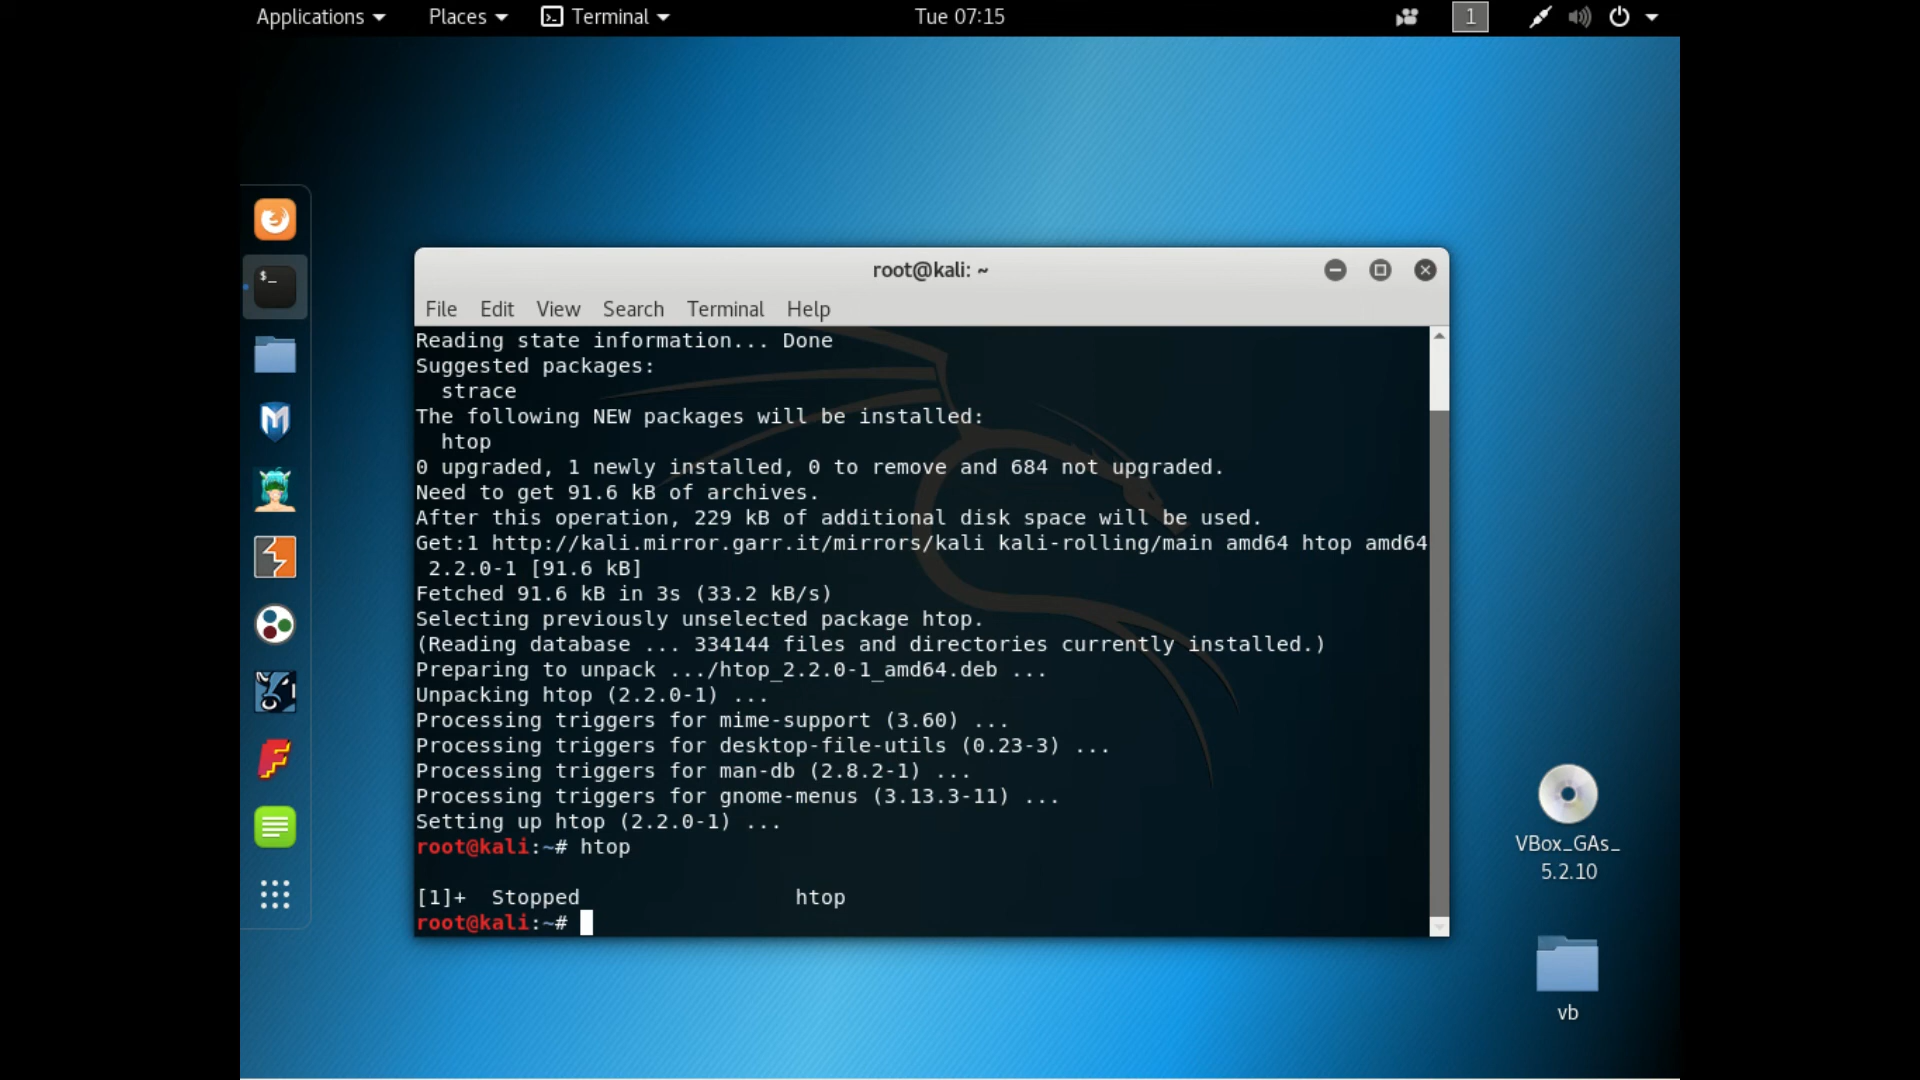 Applications Places Terminal Tue 07:15 1
root@kali: ~
File Edit View Search Terminal Help
Reading state information... Done
Suggested packages:
  strace
The following NEW packages will be installed:
  htop
0 upgraded, 1 newly installed, 0 to remove and 684 not upgraded.
Need to get 91.6 kB of archives.
After this operation, 229 kB of additional disk space will be used.
Get:1 http://kali.mirror.garr.it/mirrors/kali kali-rolling/main amd64 htop amd64
 2.2.0-1 [91.6 kB]
Fetched 91.6 kB in 3s (33.2 kB/s)
Selecting previously unselected package htop.
(Reading database ... 334144 files and directories currently installed.)
Preparing to unpack .../htop_2.2.0-1_amd64.deb ...
Unpacking htop (2.2.0-1) ...
Processing triggers for mime-support (3.60) ...
Processing triggers for desktop-file-utils (0.23-3) ...
Processing triggers for man-db (2.8.2-1) ...
Processing triggers for gnome-menus (3.13.3-11) ...
Setting up htop (2.2.0-1) ...
root@kali:~# htop
[1]+  Stopped                 htop
root@kali:~#
VBox_GAs_
5.2.10
vb